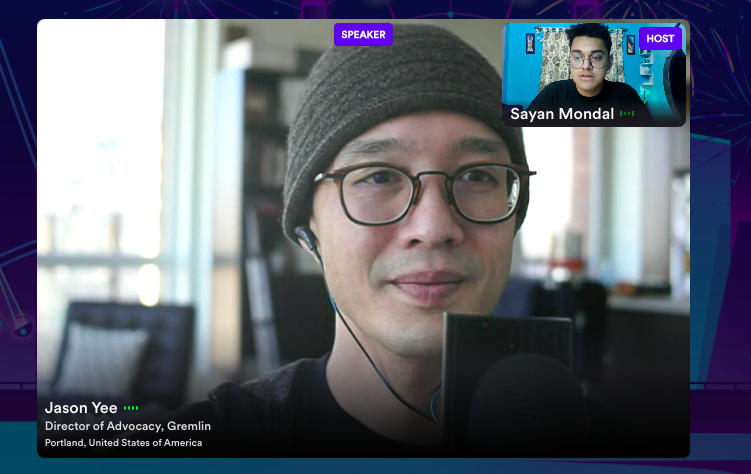 SPEAKER
HOST
Sayan Mondal
Jason Yee
Director of Advocacy, Gremlin
Portland, United States of America